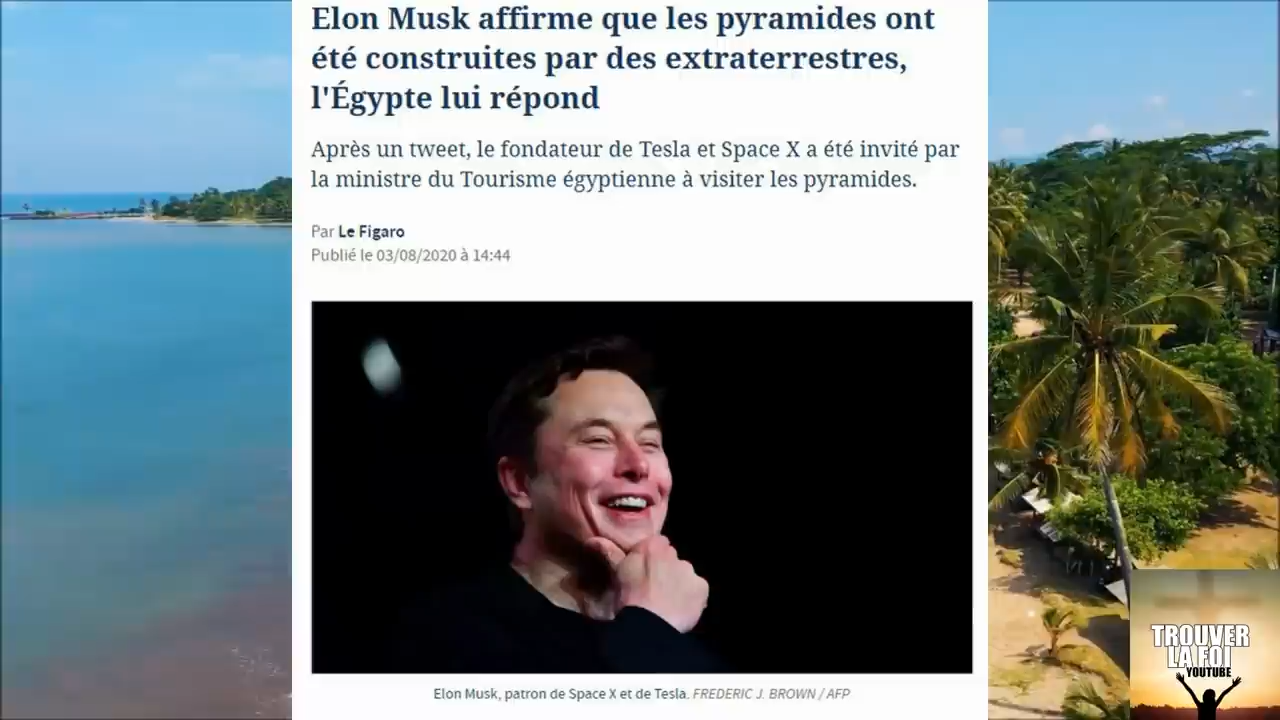 Elon Musk affirme que les pyramides ont
été construites par des extraterrestres,
l'Égypte lui répond
Après un tweet, le fondateur de Tesla et Space X a été invité par
la ministre du Tourisme égyptienne à visiter les pyramides.
Par Le Figaro
Publié le 03/08/2020 à 14:44
Elon Musk, patron de Space X et de Tesla. FREDERIC J. BROWN / AFP
TROUVER
LA FOI
YOUTUBE